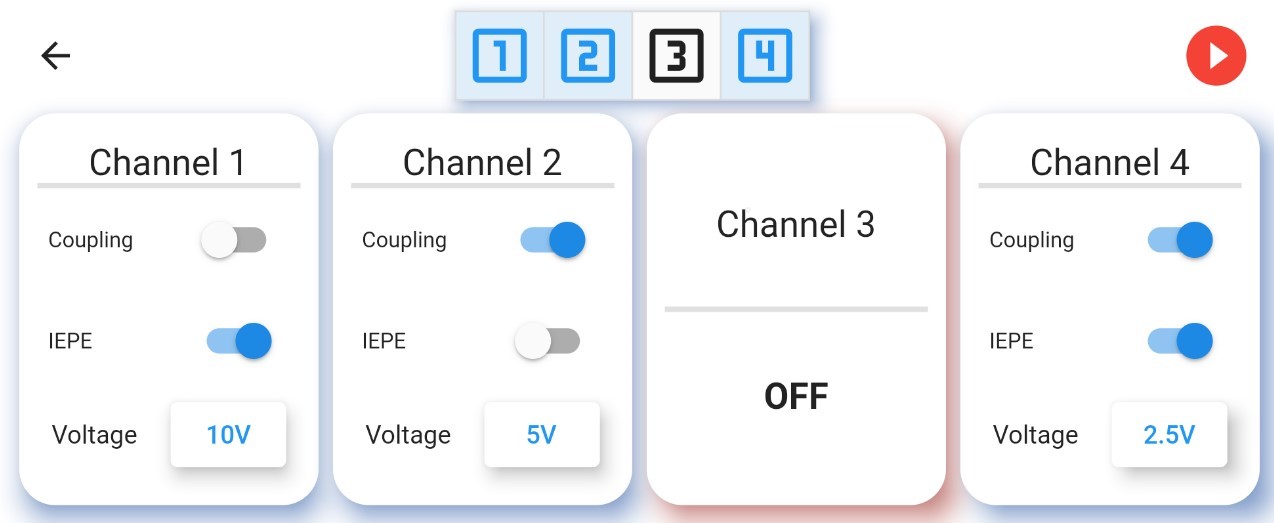 1 2 3 4
Channel 1
Coupling
IEPE
Voltage 10V
Channel 2
Coupling
IEPE
Voltage 5V
Channel 3
OFF
Channel 4
Coupling
IEPE
Voltage 2.5V